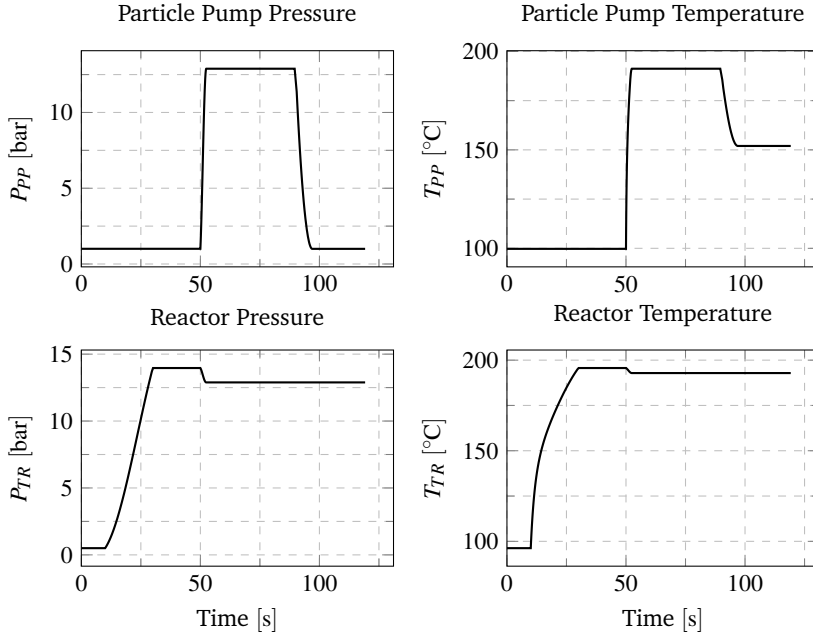 Particle Pump Pressure
P_PP [bar]
10
5
0
0 50 100
Particle Pump Temperature
T_PP [°C]
200
150
100
0 50 100
Reactor Pressure
P_TR [bar]
15
10
5
0
0 50 100
Time [s]
Reactor Temperature
T_TR [°C]
200
150
100
0 50 100
Time [s]